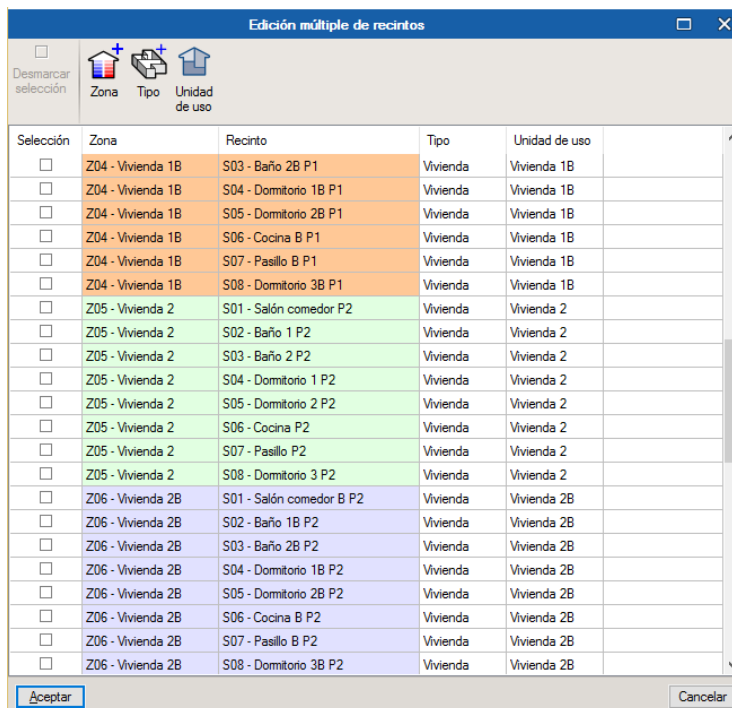 Edición múltiple de recintos
Desmarcar selección
Zona
Tipo
Unidad de uso
Selección Zona Recinto Tipo Unidad de uso
Z04 - Vivienda 1B S03 - Baño 2B P1 Vivienda Vivienda 1B
Z04 - Vivienda 1B S04 - Dormitorio 1B P1 Vivienda Vivienda 1B
Z04 - Vivienda 1B S05 - Dormitorio 2B P1 Vivienda Vivienda 1B
Z04 - Vivienda 1B S06 - Cocina B P1 Vivienda Vivienda 1B
Z04 - Vivienda 1B S07 - Pasillo B P1 Vivienda Vivienda 1B
Z04 - Vivienda 1B S08 - Dormitorio 3B P1 Vivienda Vivienda 1B
Z05 - Vivienda 2 S01 - Salón comedor P2 Vivienda Vivienda 2
Z05 - Vivienda 2 S02 - Baño 1 P2 Vivienda Vivienda 2
Z05 - Vivienda 2 S03 - Baño 2 P2 Vivienda Vivienda 2
Z05 - Vivienda 2 S04 - Dormitorio 1 P2 Vivienda Vivienda 2
Z05 - Vivienda 2 S05 - Dormitorio 2 P2 Vivienda Vivienda 2
Z05 - Vivienda 2 S06 - Cocina P2 Vivienda Vivienda 2
Z05 - Vivienda 2 S07 - Pasillo P2 Vivienda Vivienda 2
Z05 - Vivienda 2 S08 - Dormitorio 3 P2 Vivienda Vivienda 2
Z06 - Vivienda 2B S01 - Salón comedor B P2 Vivienda Vivienda 2B
Z06 - Vivienda 2B S02 - Baño 1B P2 Vivienda Vivienda 2B
Z06 - Vivienda 2B S03 - Baño 2B P2 Vivienda Vivienda 2B
Z06 - Vivienda 2B S04 - Dormitorio 1B P2 Vivienda Vivienda 2B
Z06 - Vivienda 2B S05 - Dormitorio 2B P2 Vivienda Vivienda 2B
Z06 - Vivienda 2B S06 - Cocina B P2 Vivienda Vivienda 2B
Z06 - Vivienda 2B S07 - Pasillo B P2 Vivienda Vivienda 2B
Z06 - Vivienda 2B S08 - Dormitorio 3B P2 Vivienda Vivienda 2B
Aceptar Cancelar